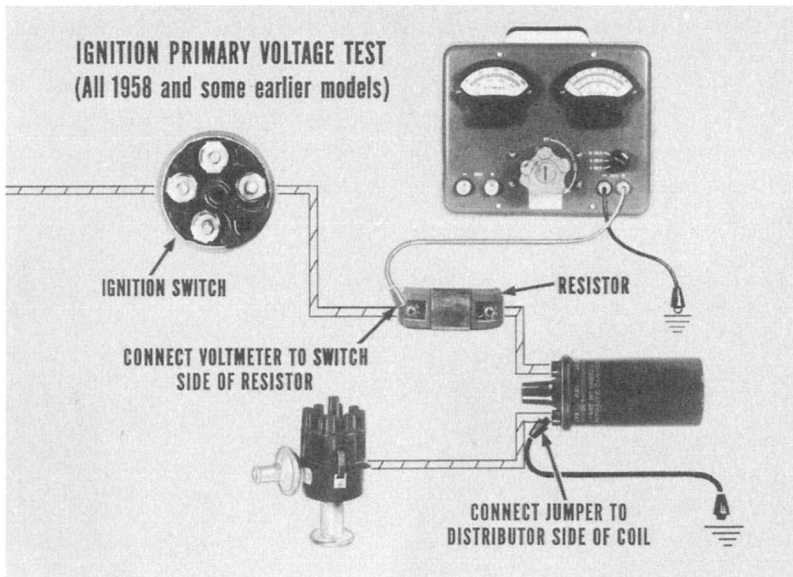 IGNITION PRIMARY VOLTAGE TEST
(All 1958 and some earlier models)
IGNITION SWITCH
RESISTOR
CONNECT VOLTMETER TO SWITCH
SIDE OF RESISTOR
CONNECT JUMPER TO
DISTRIBUTOR SIDE OF COIL